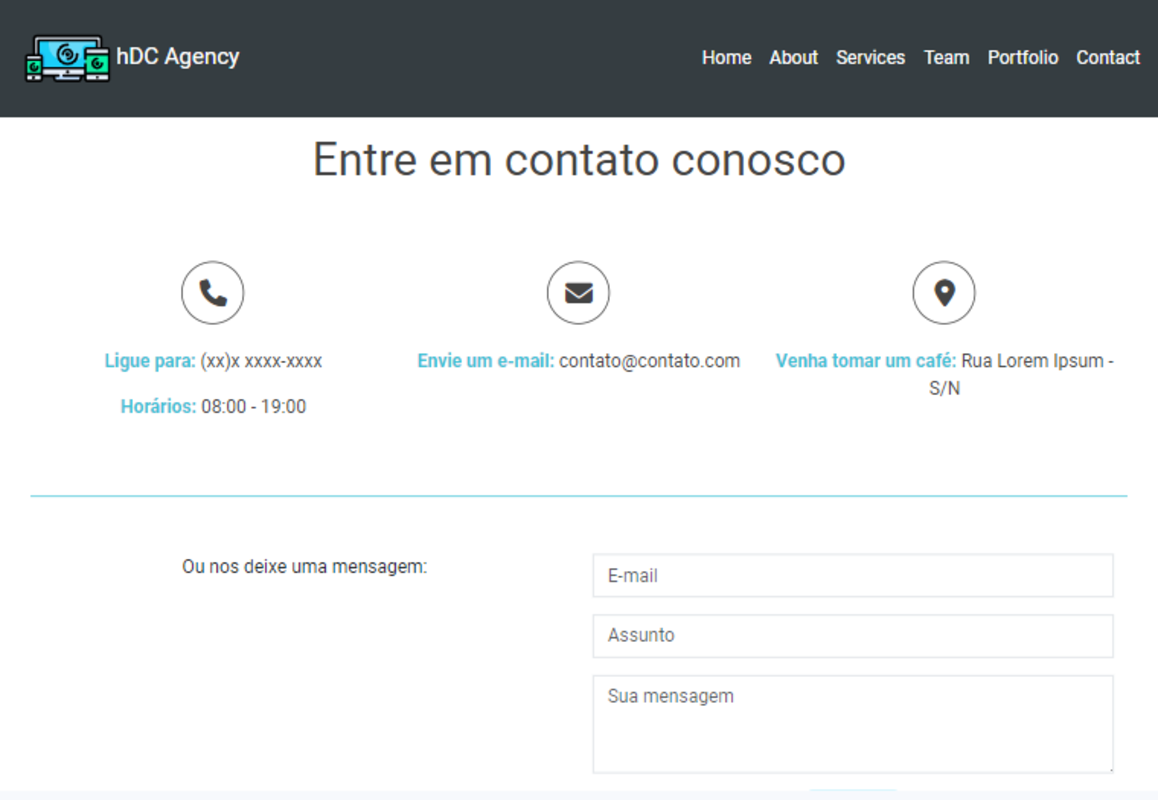 hDC Agency
Home About Services Team Portfolio Contact
Entre em contato conosco
Ligue para: (xx)x xxxx-xxxx
Horários: 08:00 - 19:00
Envie um e-mail: contato@contato.com
Venha tomar um café: Rua Lorem Ipsum -
S/N
Ou nos deixe uma mensagem:
E-mail
Assunto
Sua mensagem